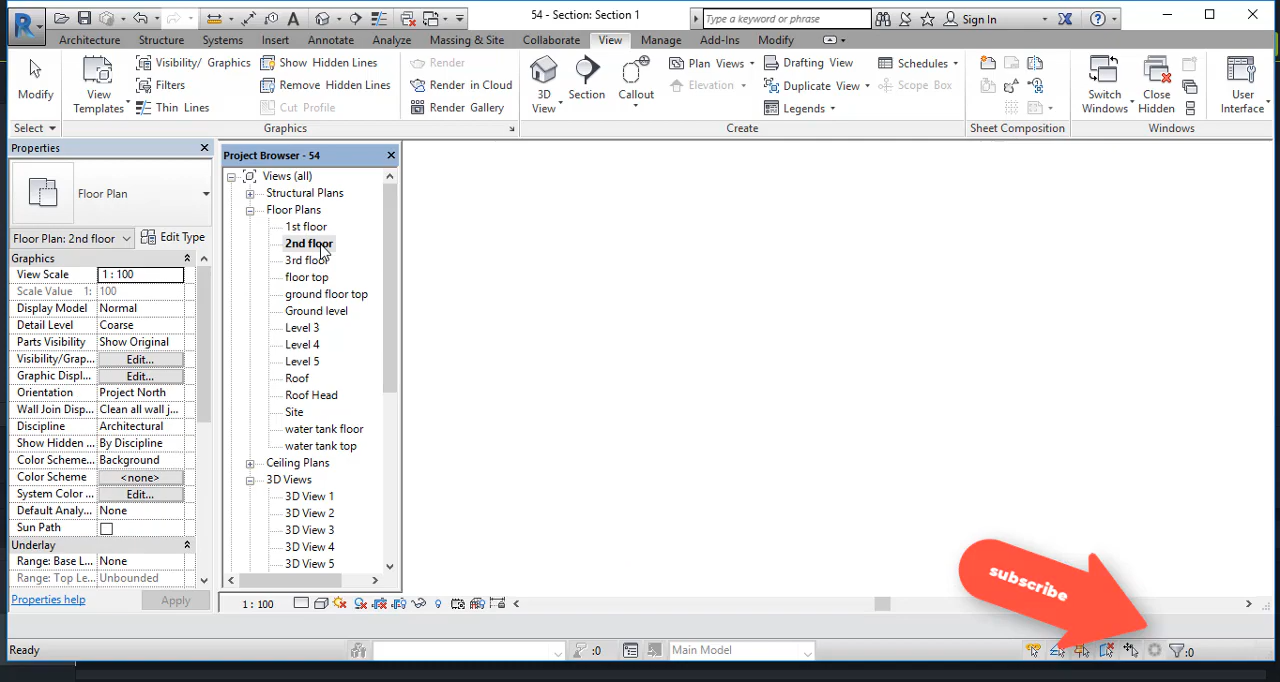 54 - Section: Section 1
Type a keyword or phrase
Sign In
Architecture Structure Systems Insert Annotate Analyze Massing & Site Collaborate View Manage Add-Ins Modify
Modify
View
Templates
Visibility/ Graphics
Filters
Thin Lines
Show Hidden Lines
Remove Hidden Lines
Cut Profile
Render
Render in Cloud
Render Gallery
3D
View
Section
Callout
Plan Views
Elevation
Drafting View
Duplicate View
Legends
Schedules
Scope Box
Switch
Windows
Close
Hidden
User
Interface
Select
Graphics
Create
Sheet Composition
Windows
Properties
Floor Plan
Floor Plan: 2nd floor
Edit Type
Graphics
View Scale 1 : 100
Scale Value 1: 100
Display Model Normal
Detail Level Coarse
Parts Visibility Show Original
Visibility/Grap... Edit...
Graphic Displ... Edit...
Orientation Project North
Wall Join Disp... Clean all wall j...
Discipline Architectural
Show Hidden ... By Discipline
Color Scheme... Background
Color Scheme <none>
System Color ... Edit...
Default Analy... None
Sun Path
Underlay
Range: Base L... None
Range: Top Le... Unbounded
Properties help
Apply
Project Browser - 54
Views (all)
Structural Plans
Floor Plans
1st floor
2nd floor
3rd floor
floor top
ground floor top
Ground level
Level 3
Level 4
Level 5
Roof
Roof Head
Site
water tank floor
water tank top
Ceiling Plans
3D Views
3D View 1
3D View 2
3D View 3
3D View 4
3D View 5
1 : 100
subscribe
Ready
:0
Main Model
:0